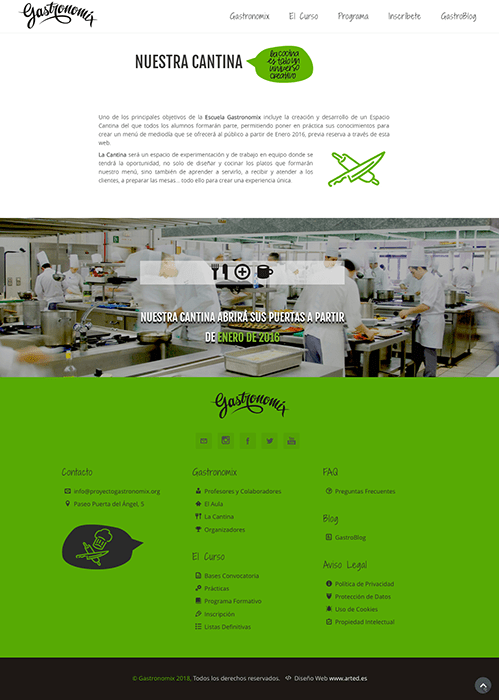 Gastronomix
Gastronomix El Curso Programa Inscríbete GastroBlog
NUESTRA CANTINA
la cocina
es todo un
universo
creativo
Uno de los principales objetivos de la Escuela Gastronomix incluye la creación y desarrollo de un Espacio
Cantina del que todos los alumnos formarán parte, permitiendo poner en práctica sus conocimientos para
crear un menú de mediodía que se ofrecerá al público a partir de Enero 2016, previa reserva a través de esta
web.
La Cantina será un espacio de experimenación y de trabajo en equipo donde se
tendrá la oportunidad, no solo de diseñar y cocinar los platos que formarán
nuestro menú, sino también de aprender a servirlo, a recibir y atender a los
clientes, a preparar las mesas... todo ello para crear una experiencia única.
NUESTRA CANTINA ABRIRÁ SUS PUERTAS A PARTIR
DE ENERO DE 2016
Gastronomix
Contacto
info@proyectogastronomix.org
Paseo Puerta del Ángel, 5
Gastronomix
Profesores y Colaboradores
El Aula
La Cantina
Organizadores
El Curso
Bases Convocatoria
Prácticas
Programa Formativo
Inscripción
Listas Definitivas
FAQ
Preguntas Frecuentes
Blog
GastroBlog
Aviso Legal
Política de Privacidad
Protección de Datos
Uso de Cookies
Propiedad Intelectual
© Gastronomix 2018, Todos los derechos reservados. Diseño Web www.arted.es